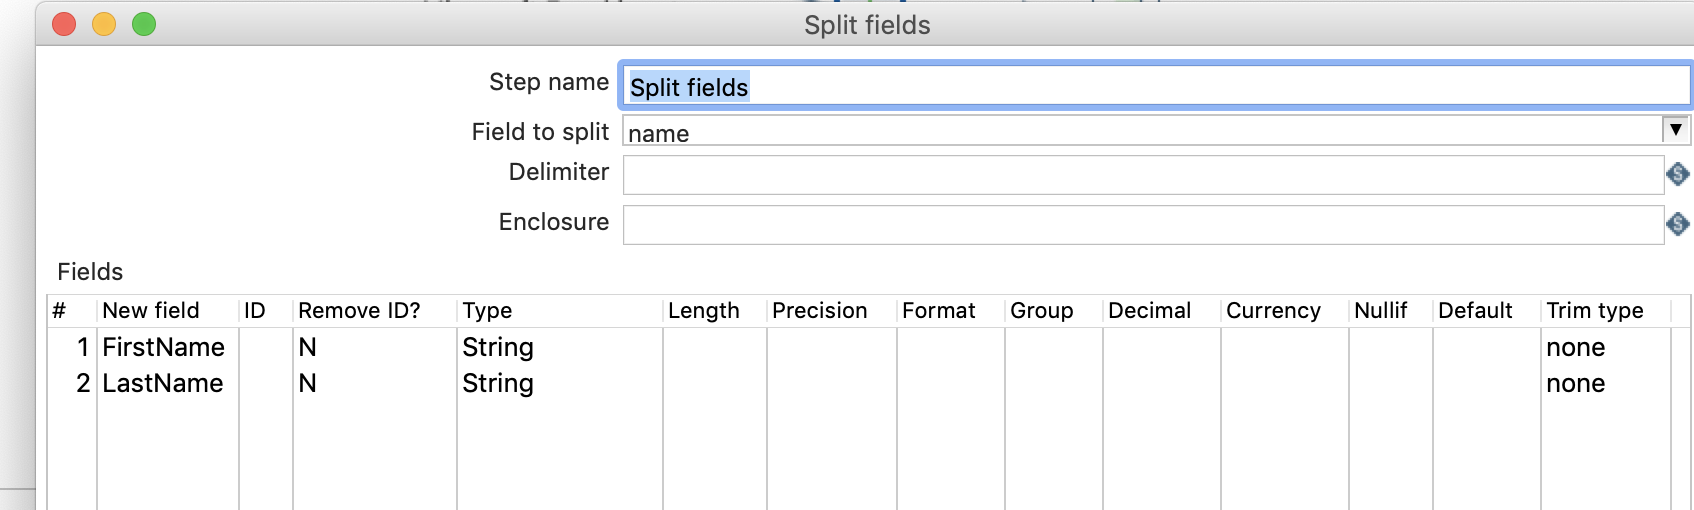 Split fields
Step name Split fields
Field to split name ▼
Delimiter $
Enclosure $
Fields
# New field ID Remove ID? Type Length Precision Format Group Decimal Currency Nullif Default Trim type
1 FirstName N String none
2 LastName N String none